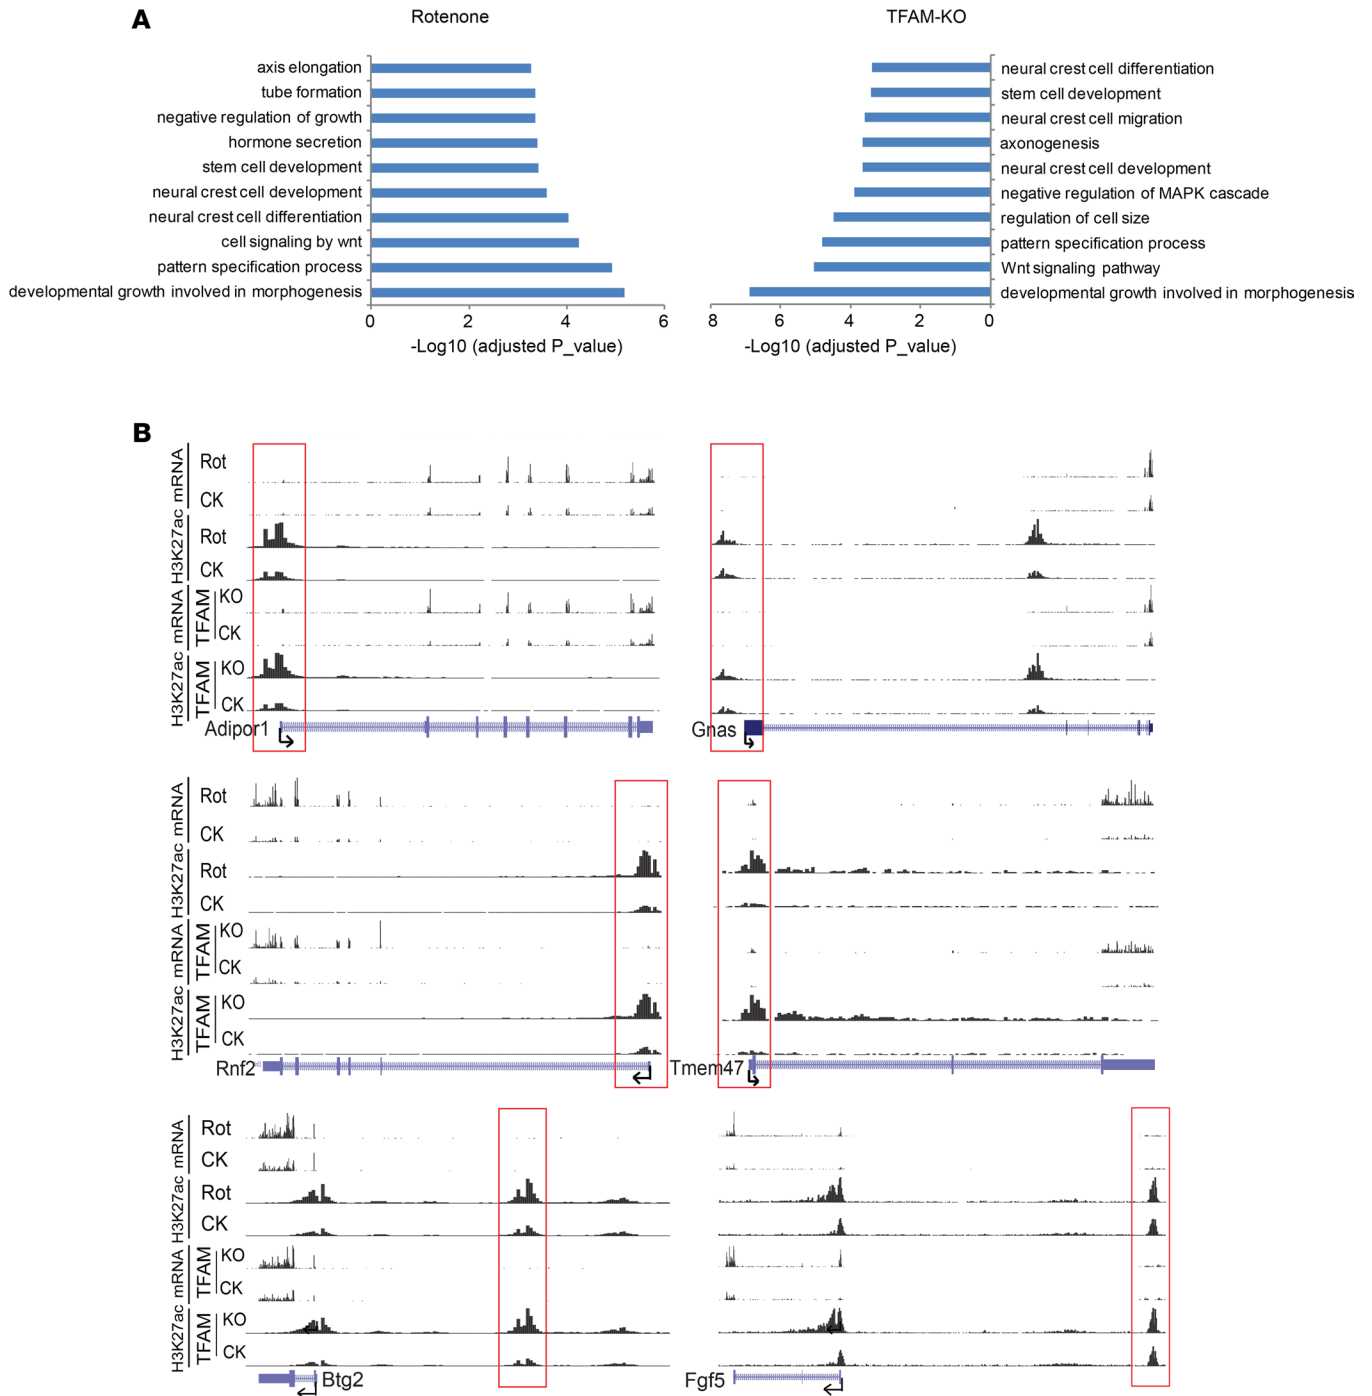 A
Rotenone
TFAM-KO
axis elongation
tube formation
negative regulation of growth
hormone secretion
stem cell development
neural crest cell development
neural crest cell differentiation
cell signaling by wnt
pattern specification process
developmental growth involved in morphogenesis
0 2 4 6
-Log10 (adjusted P_value)
neural crest cell differentiation
stem cell development
neural crest cell migration
axonogenesis
neural crest cell development
negative regulation of MAPK cascade
regulation of cell size
pattern specification process
Wnt signaling pathway
developmental growth involved in morphogenesis
8 6 4 2 0
-Log10 (adjusted P_value)
B
mRNA
Rot
CK
H3K27ac
Rot
CK
mRNA
TFAM
KO
CK
H3K27ac
TFAM
KO
CK
Adipor1
Gnas
mRNA
Rot
CK
H3K27ac
Rot
CK
mRNA
TFAM
KO
CK
H3K27ac
TFAM
KO
CK
Rnf2
Tmem47
mRNA
Rot
CK
H3K27ac
Rot
CK
mRNA
TFAM
KO
CK
H3K27ac
TFAM
KO
CK
Btg2
Fgf5